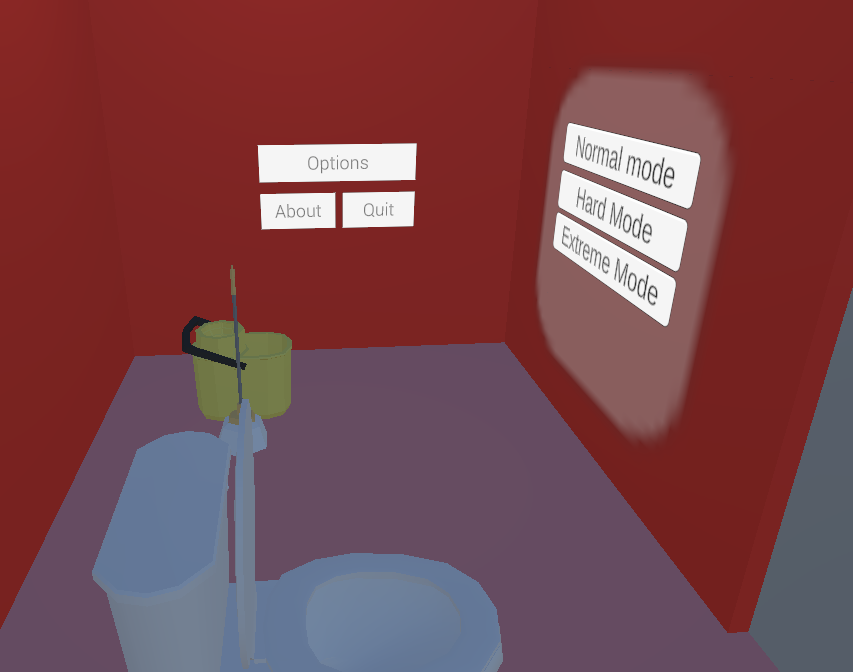 Options
About
Quit
Normal mode
Hard Mode
Extreme Mode